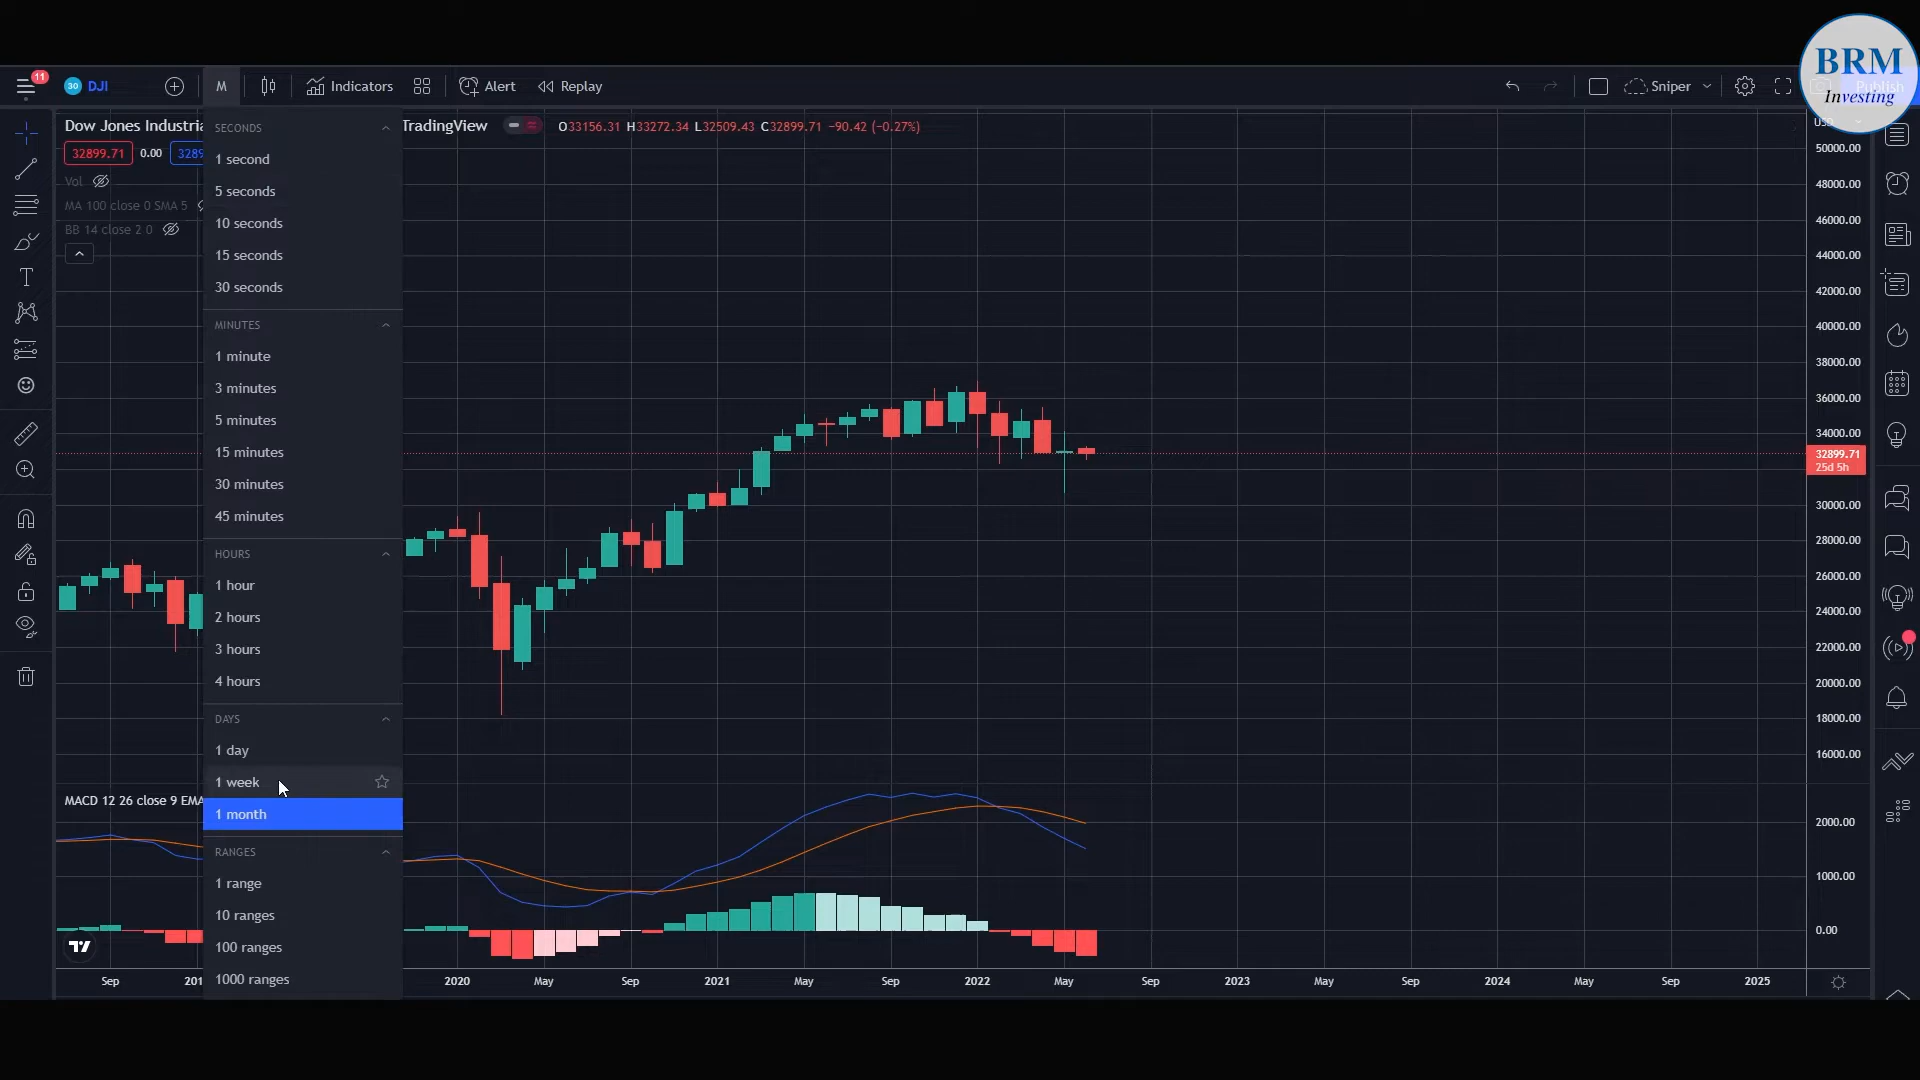 BRM
Investing
11
30 DJI
M
Indicators
Alert
Replay
Sniper
Publish
Dow Jones Industria
TradingView
O33156.31 H33272.34 L32509.43 C32899.71 −90.42 (−0.27%)
32899.71 0.00 3289
Vol
MA 100 close 0 SMA 5
BB 14 close 2 0
SECONDS
1 second
5 seconds
10 seconds
15 seconds
30 seconds
MINUTES
1 minute
3 minutes
5 minutes
15 minutes
30 minutes
45 minutes
HOURS
1 hour
2 hours
3 hours
4 hours
DAYS
1 day
1 week
1 month
RANGES
1 range
10 ranges
100 ranges
1000 ranges
MACD 12 26 close 9 EMA
USD
50000.00
48000.00
46000.00
44000.00
42000.00
40000.00
38000.00
36000.00
34000.00
32899.71
25d 5h
30000.00
28000.00
26000.00
24000.00
22000.00
20000.00
18000.00
16000.00
2000.00
1000.00
0.00
Sep 201 2020 May Sep 2021 May Sep 2022 May Sep 2023 May Sep 2024 May Sep 2025